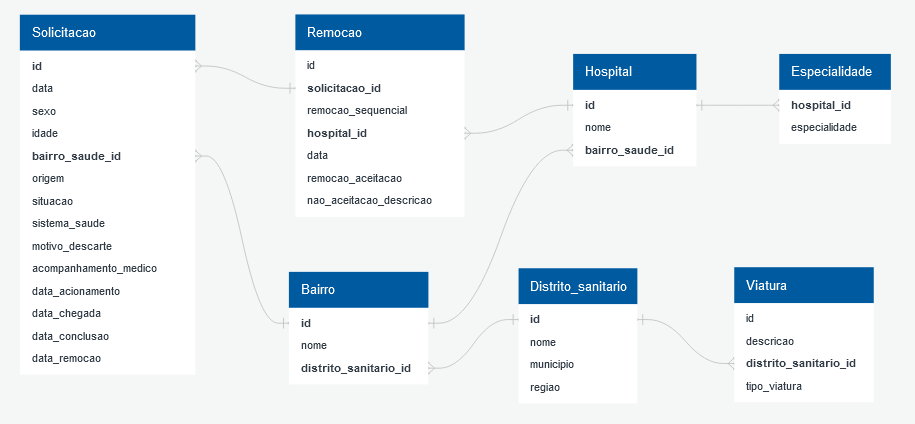 Solicitacao
id
data
sexo
idade
bairro_saude_id
origem
situacao
sistema_saude
motivo_descarte
acompanhamento_medico
data_acionamento
data_chegada
data_conclusao
data_remocao
Remocao
id
solicitacao_id
remocao_sequencial
hospital_id
data
remocao_aceitacao
nao_aceitacao_descricao
Hospital
id
nome
bairro_saude_id
Especialidade
hospital_id
especialidade
Bairro
id
nome
distrito_sanitario_id
Distrito_sanitario
id
nome
municipio
regiao
Viatura
id
descricao
distrito_sanitario_id
tipo_viatura